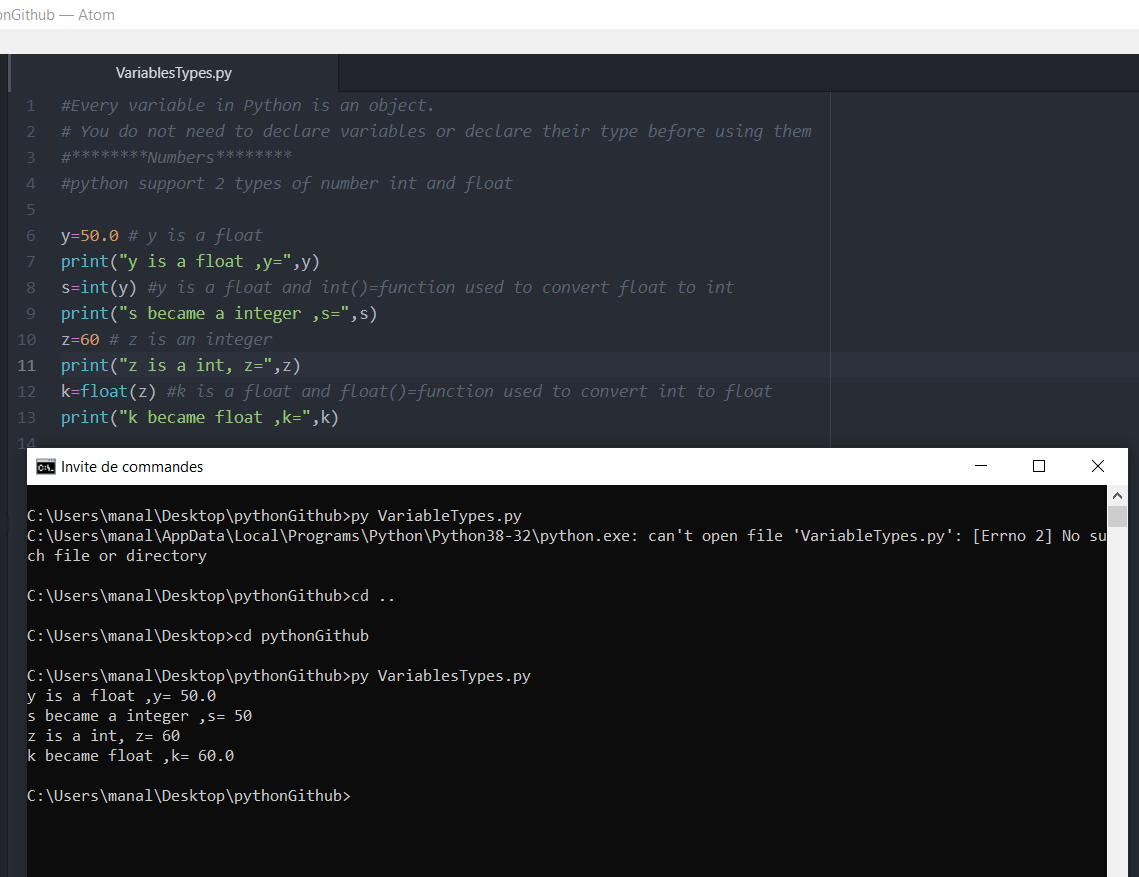 onGithub — Atom
VariablesTypes.py
1 #Every variable in Python is an object.
2 # You do not need to declare variables or declare their type before using them
3 #********Numbers********
4 #python support 2 types of number int and float
5
6 y=50.0 # y is a float
7 print("y is a float ,y=",y)
8 s=int(y) #y is a float and int()=function used to convert float to int
9 print("s became a integer ,s=",s)
10 z=60 # z is an integer
11 print("z is a int, z=",z)
12 k=float(z) #k is a float and float()=function used to convert int to float
13 print("k became float ,k=",k)
14
Invite de commandes
C:\Users\manal\Desktop\pythonGithub>py VariableTypes.py
C:\Users\manal\AppData\Local\Programs\Python\Python38-32\python.exe: can't open file 'VariableTypes.py': [Errno 2] No su
ch file or directory
C:\Users\manal\Desktop\pythonGithub>cd ..
C:\Users\manal\Desktop>cd pythonGithub
C:\Users\manal\Desktop\pythonGithub>py VariablesTypes.py
y is a float ,y= 50.0
s became a integer ,s= 50
z is a int, z= 60
k became float ,k= 60.0
C:\Users\manal\Desktop\pythonGithub>